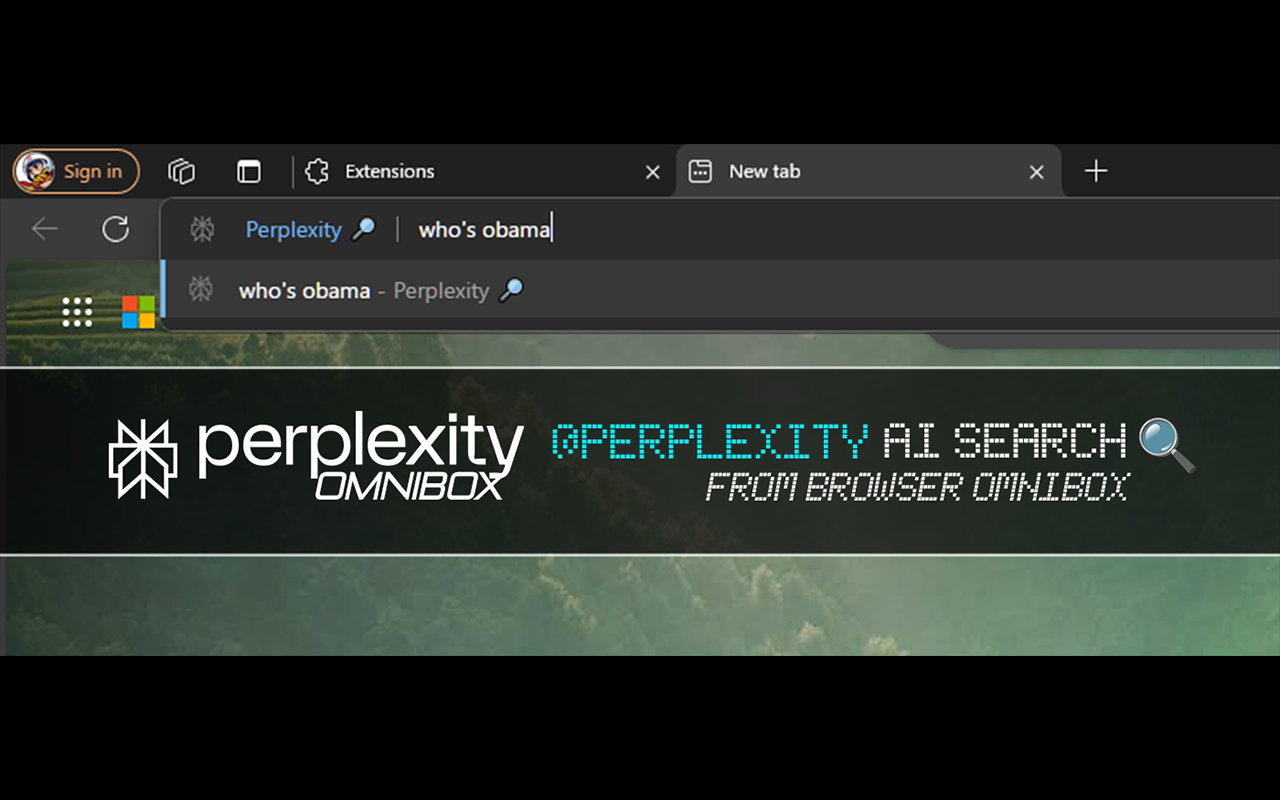 Sign in
Extensions
New tab
Perplexity 🔎 | who's obama
who's obama - Perplexity 🔎
perplexity
OMNIBOX
@PERPLEXITY AI SEARCH
FROM BROWSER OMNIBOX